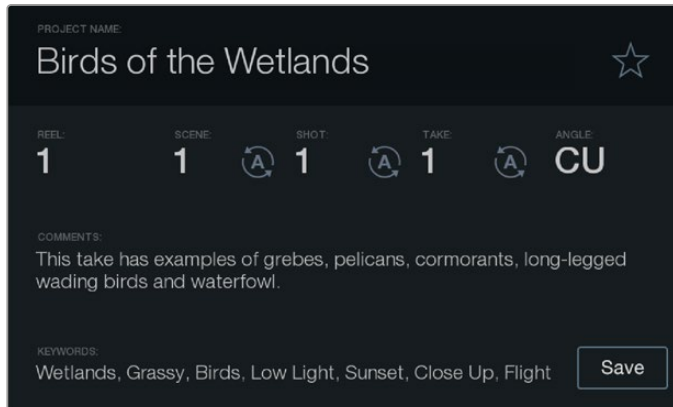 PROJECT NAME:
Birds of the Wetlands
REEL: SCENE: SHOT: TAKE: ANGLE:
1 1 A 1 A 1 A CU
COMMENTS:
This take has examples of grebes, pelicans, cormorants, long-legged
wading birds and waterfowl.
KEYWORDS:
Wetlands, Grassy, Birds, Low Light, Sunset, Close Up, Flight
Save